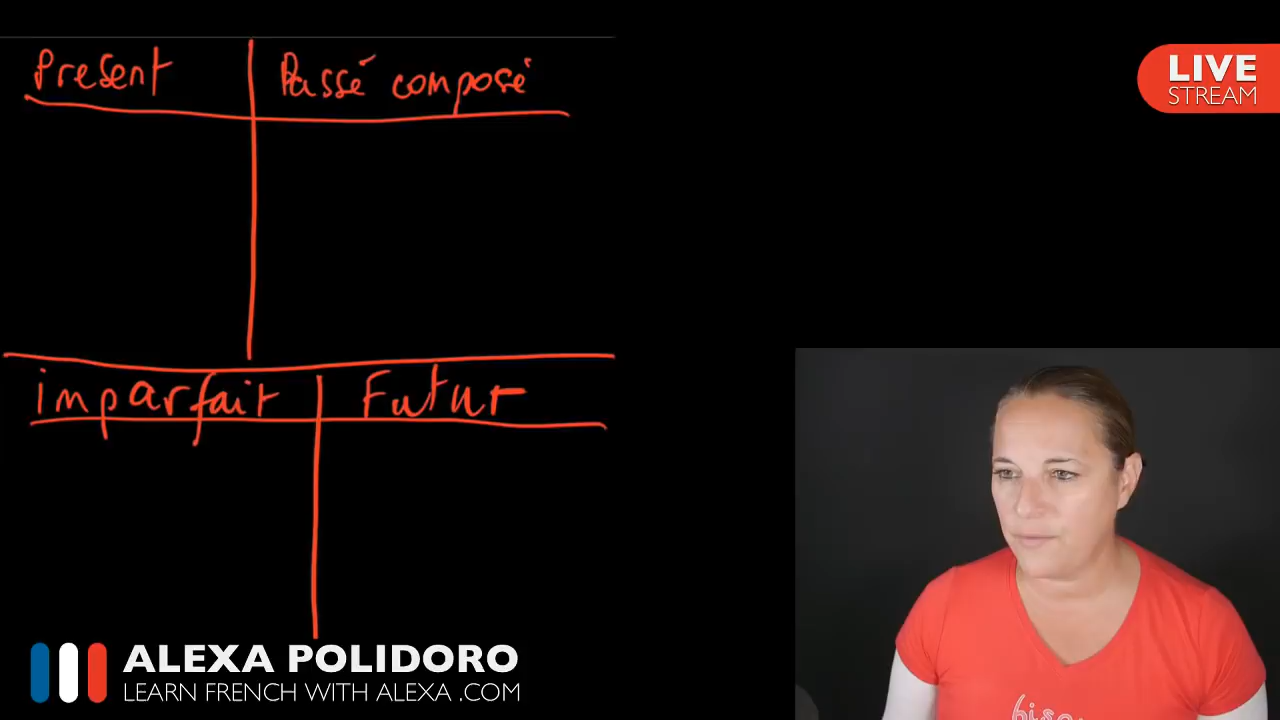 Present
Passé composé
imparfait
Futur
LIVE
STREAM
ALEXA POLIDORO
LEARN FRENCH WITH ALEXA .COM